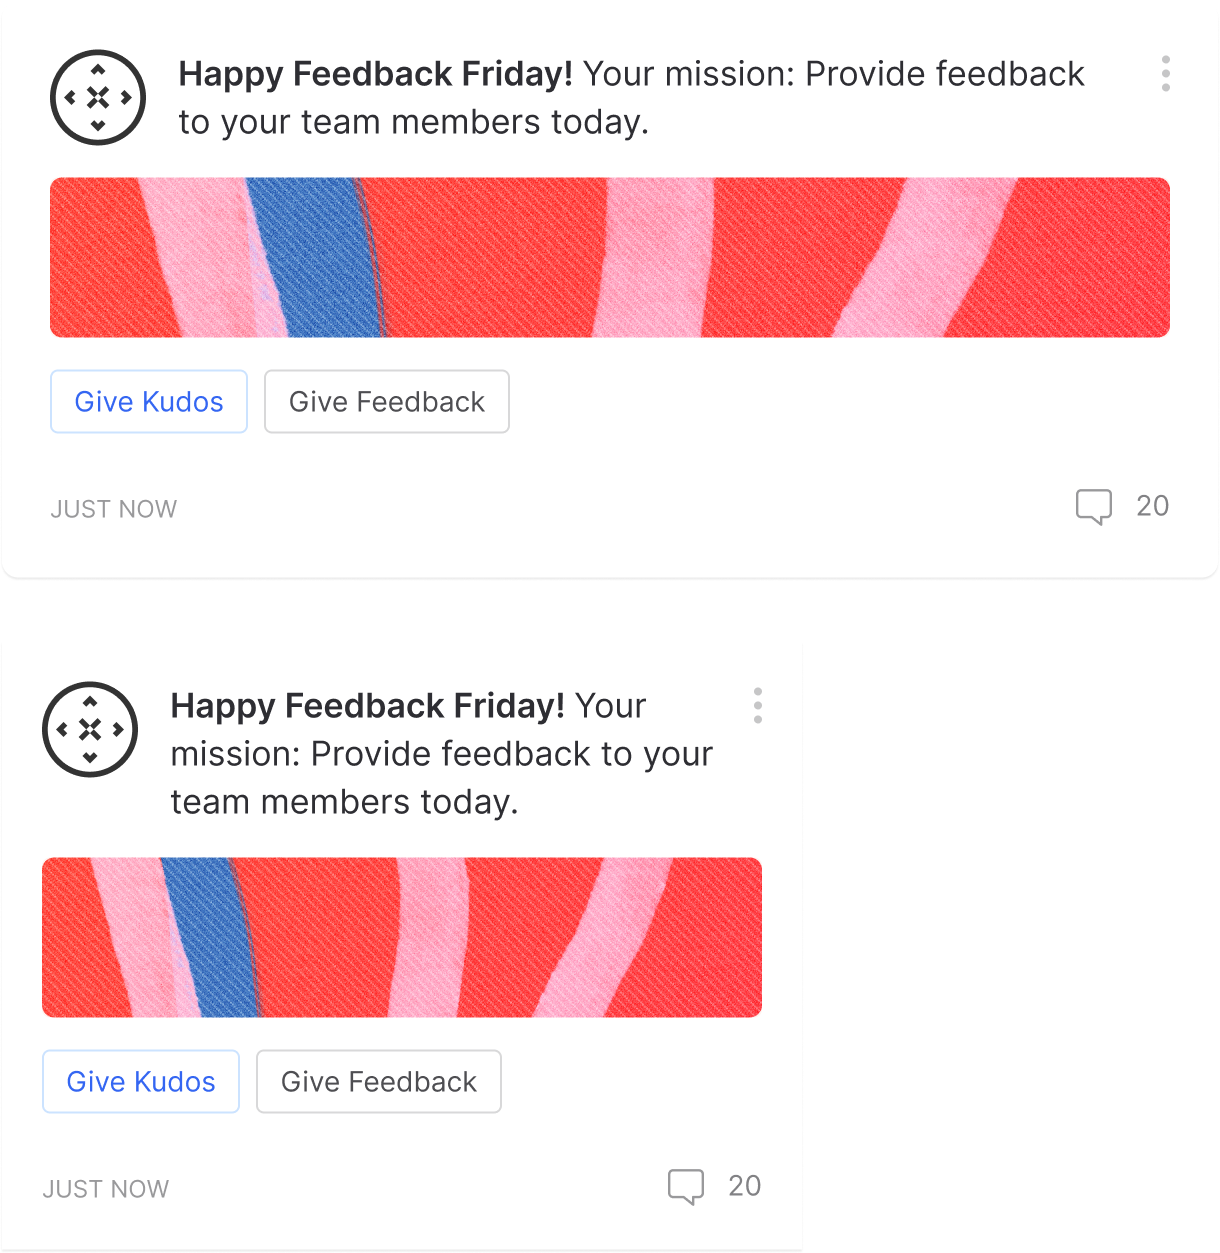 Happy Feedback Friday! Your mission: Provide feedback
to your team members today.
Give Kudos
Give Feedback
JUST NOW
20
Happy Feedback Friday! Your
mission: Provide feedback to your
team members today.
Give Kudos
Give Feedback
JUST NOW
20